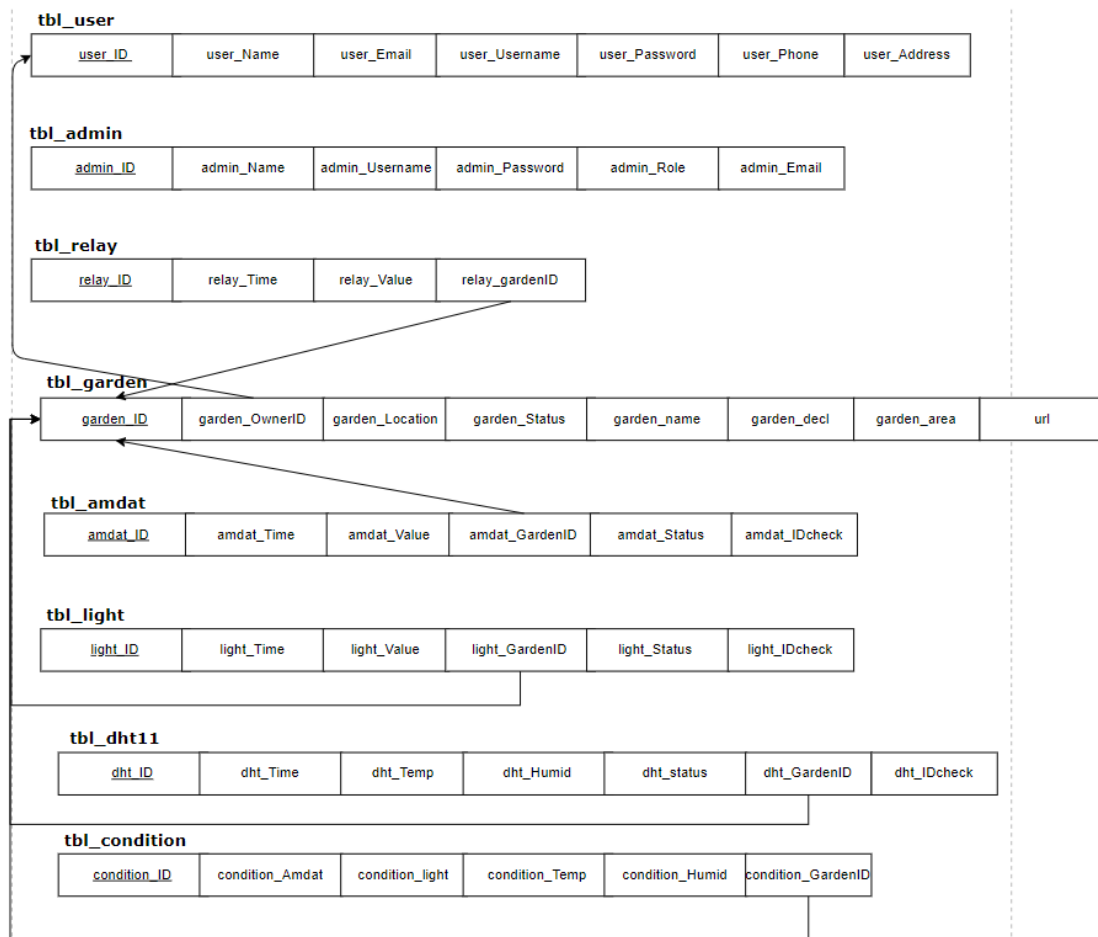 tbl_user
user_ID user_Name user_Email user_Username user_Password user_Phone user_Address
tbl_admin
admin_ID admin_Name admin_Username admin_Password admin_Role admin_Email
tbl_relay
relay_ID relay_Time relay_Value relay_gardenID
tbl_garden
garden_ID garden_OwnerID garden_Location garden_Status garden_name garden_decl garden_area url
tbl_amdat
amdat_ID amdat_Time amdat_Value amdat_GardenID amdat_Status amdat_IDcheck
tbl_light
light_ID light_Time light_Value light_GardenID light_Status light_IDcheck
tbl_dht11
dht_ID dht_Time dht_Temp dht_Humid dht_status dht_GardenID dht_IDcheck
tbl_condition
condition_ID condition_Amdat condition_light condition_Temp condition_Humid condition_GardenID